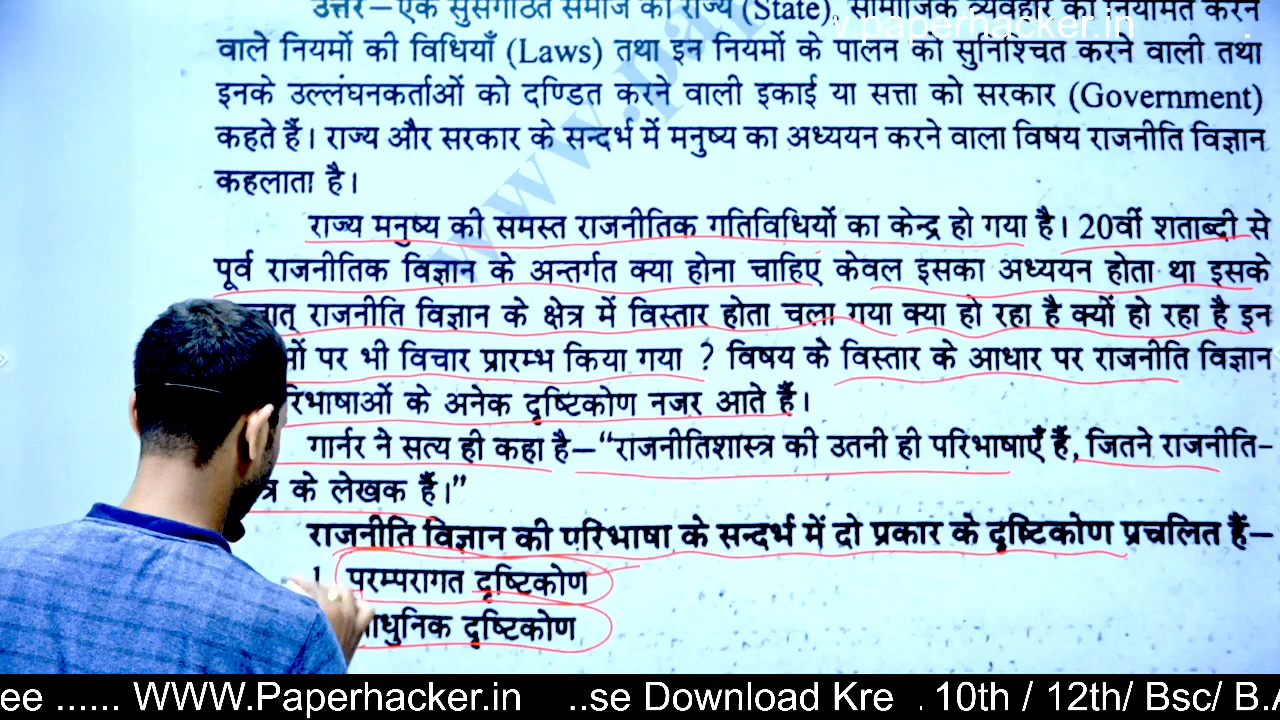 उत्तर–एक सुसंगठित समाज को राज्य (State), सामाजिक व्यवहार को नियमित करने
v.paperhacker.in
वाले नियमों की विधियाँ (Laws) तथा इन नियमों के पालन को सुनिश्चित करने वाली तथा
इनके उल्लंघनकर्ताओं को दण्डित करने वाली इकाई या सत्ता को सरकार (Government)
कहते हैं। राज्य और सरकार के सन्दर्भ में मनुष्य का अध्ययन करने वाला विषय राजनीति विज्ञान
कहलाता है।
राज्य मनुष्य की समस्त राजनीतिक गतिविधियों का केन्द्र हो गया है। 20वीं शताब्दी से
पूर्व राजनीतिक विज्ञान के अन्तर्गत क्या होना चाहिए केवल इसका अध्ययन होता था इसके
राजनीति विज्ञान के क्षेत्र में विस्तार होता चला गया क्या हो रहा है क्यों हो रहा है इन
पर भी विचार प्रारम्भ किया गया ? विषय के विस्तार के आधार पर राजनीति विज्ञान
के अनेक दृष्टिकोण नजर आते हैं।
गार्नर ने सत्य ही कहा है–“राजनीतिशास्त्र की उतनी ही परिभाषाएँ हैं, जितने राजनीति-
के लेखक हैं।”
राजनीति विज्ञान की परिभाषा के सन्दर्भ में दो प्रकार के दृष्टिकोण प्रचलित हैं–
परम्परागत दृष्टिकोण
दृष्टिकोण
ee ...... WWW.Paperhacker.in ..se Download Kre . 10th / 12th/ Bsc/ B.A